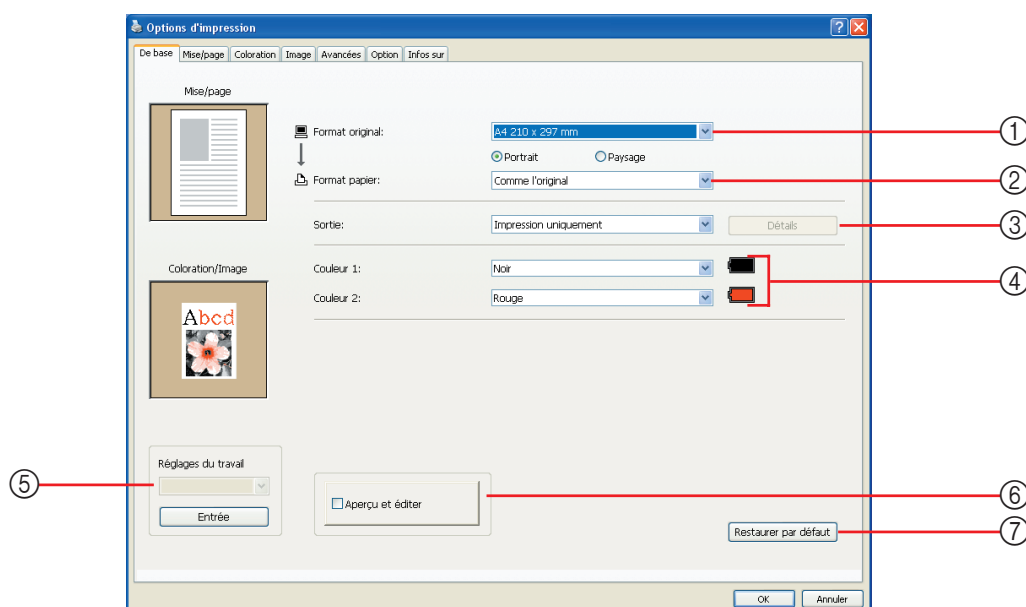 Options d'impression
De base Mise/page Coloration Image Avancées Option Infos sur
Mise/page
Format original: A4 210 x 297 mm ①
Portrait Paysage
Format papier: Comme l'original ②
Sortie: Impression uniquement Détails ③
Coloration/Image
Couleur 1: Noir
④
Couleur 2: Rouge
Abcd
Réglages du travail
⑤
Entrée
Aperçu et éditer ⑥
Restaurer par défaut ⑦
OK Annuler